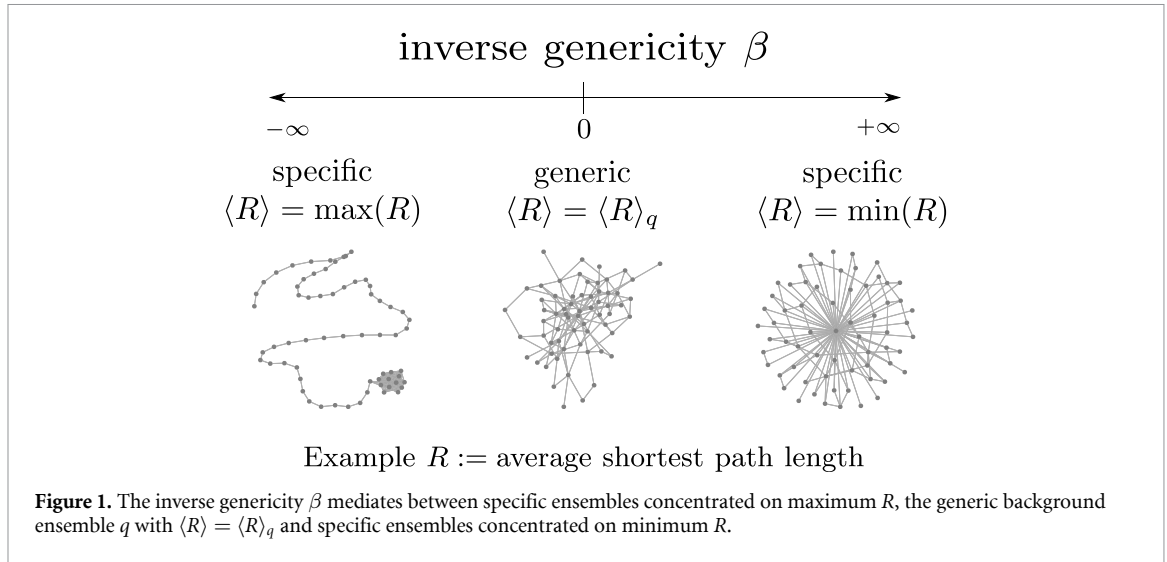 inverse genericity β
−∞ 0 +∞
specific generic specific
⟨R⟩ = max(R) ⟨R⟩ = ⟨R⟩q ⟨R⟩ = min(R)
Example R := average shortest path length
Figure 1. The inverse genericity β mediates between specific ensembles concentrated on maximum R, the generic background
ensemble q with ⟨R⟩ = ⟨R⟩q and specific ensembles concentrated on minimum R.